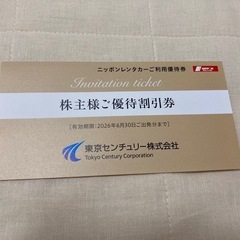 ニッポンレンタカーご利用優待券
Invitation ticket
株主様ご優待割引券
[有効期限:2026年6月30日ご出発分まで]
東京センチュリー株式会社
Tokyo Century Corporation